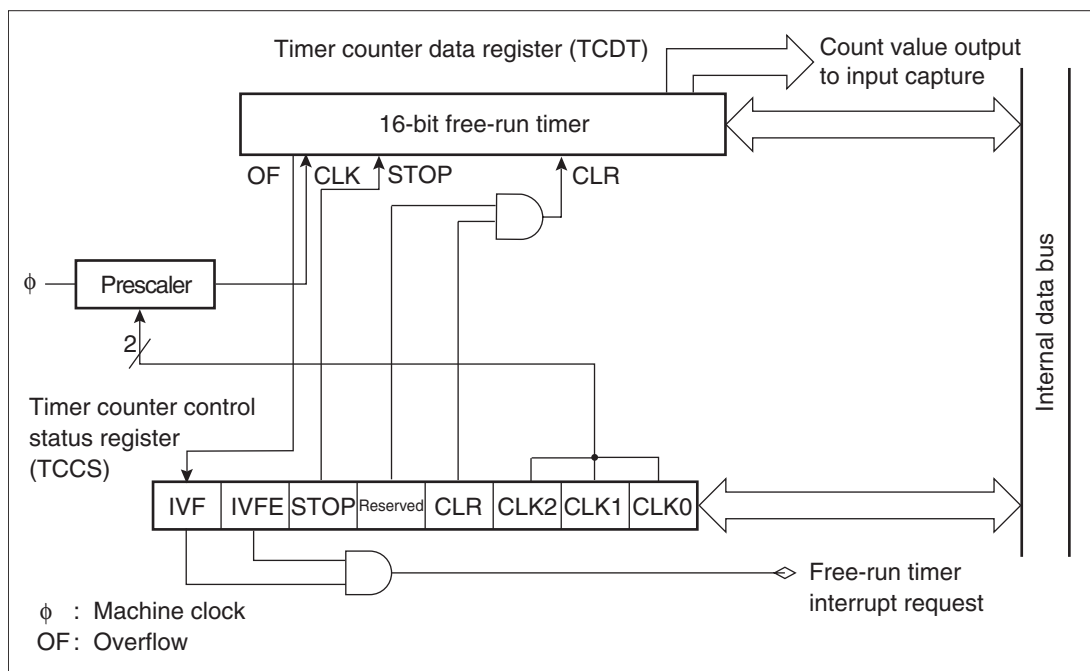 Timer counter data register (TCDT)
Count value output
to input capture
16-bit free-run timer
OF
CLK
STOP
CLR
ϕ
Prescaler
2
Internal data bus
Timer counter control
status register
(TCCS)
IVF
IVFE
STOP
Reserved
CLR
CLK2
CLK1
CLK0
Free-run timer
interrupt request
ϕ : Machine clock
OF : Overflow